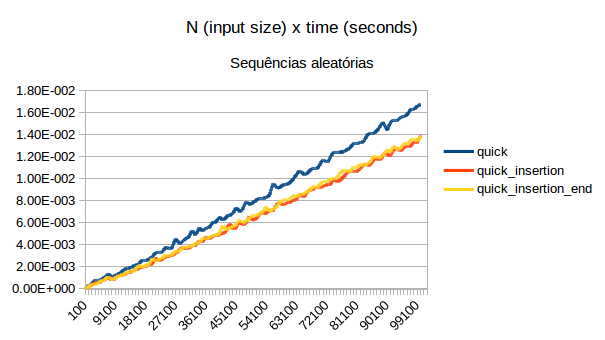 N (input size) x time (seconds)
Sequências aleatórias
1.80E-002
1.60E-002
1.40E-002
1.20E-002
1.00E-002
8.00E-003
6.00E-003
4.00E-003
2.00E-003
0.00E+000
100
9100
18100
27100
36100
45100
54100
63100
72100
81100
90100
99100
quick
quick_insertion
quick_insertion_end